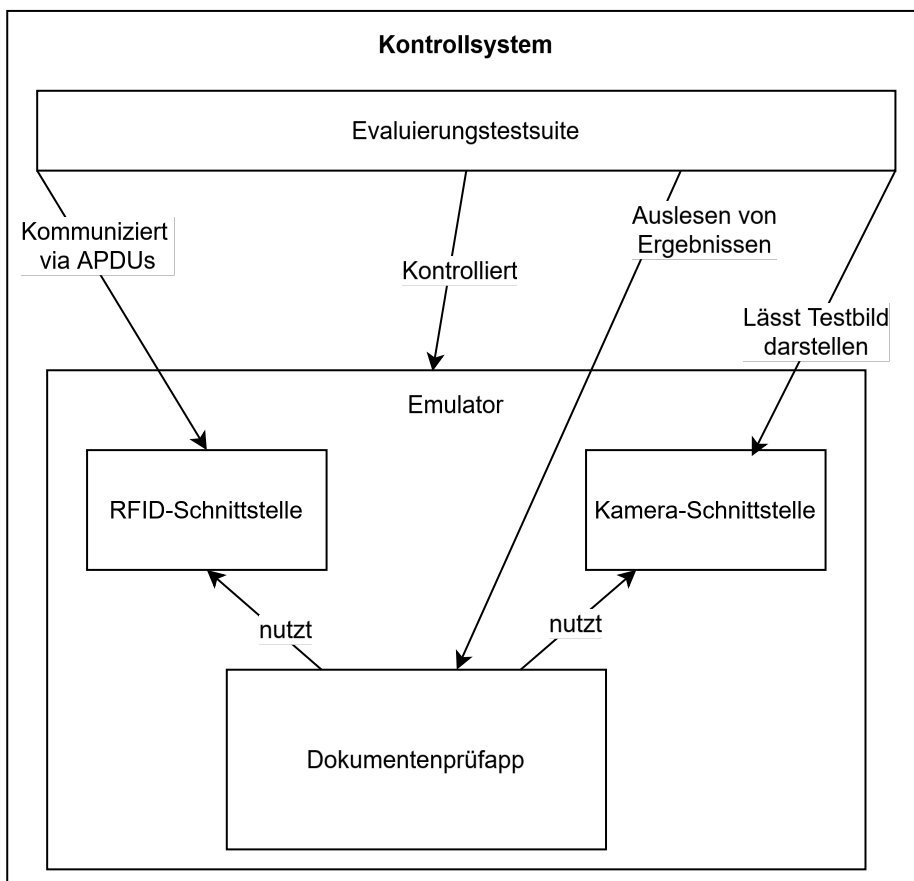 Kontrollsystem
Evaluierungstestsuite
Kommuniziert
via APDUs
Kontrolliert
Auslesen von
Ergebnissen
Lässt Testbild
darstellen
Emulator
RFID-Schnittstelle
Kamera-Schnittstelle
nutzt
nutzt
Dokumentenprüfapp